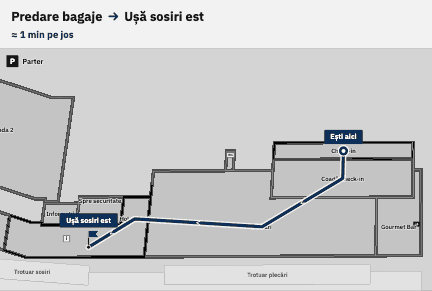 Predare bagaje → Ușă sosiri est
≈ 1 min pe jos
P Parter
Ești aici
Spre securitate
Ușă sosiri est
Gourmet Bar
Trotuar sosiri
Trotuar plecări